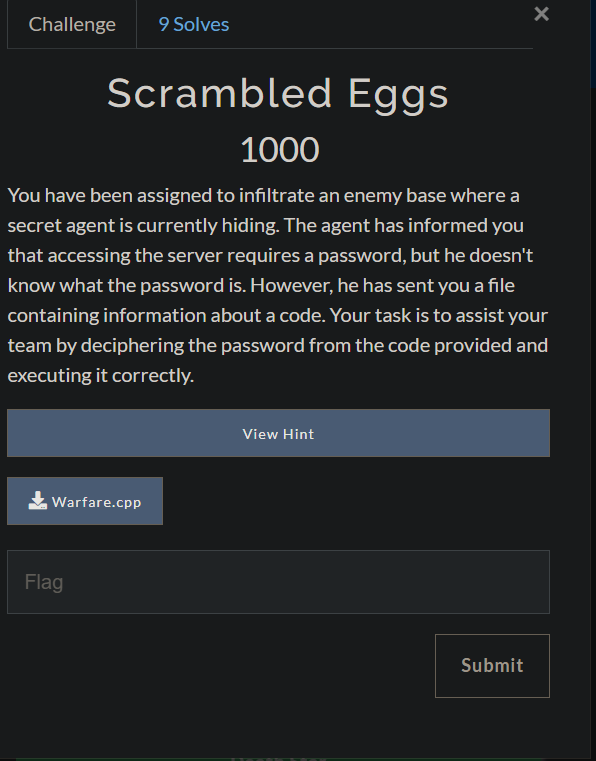 Challenge
9 Solves
×
Scrambled Eggs
1000
You have been assigned to infiltrate an enemy base where a
secret agent is currently hiding. The agent has informed you
that accessing the server requires a password, but he doesn't
know what the password is. However, he has sent you a file
containing information about a code. Your task is to assist your
team by deciphering the password from the code provided and
executing it correctly.
View Hint
Warfare.cpp
Flag
Submit